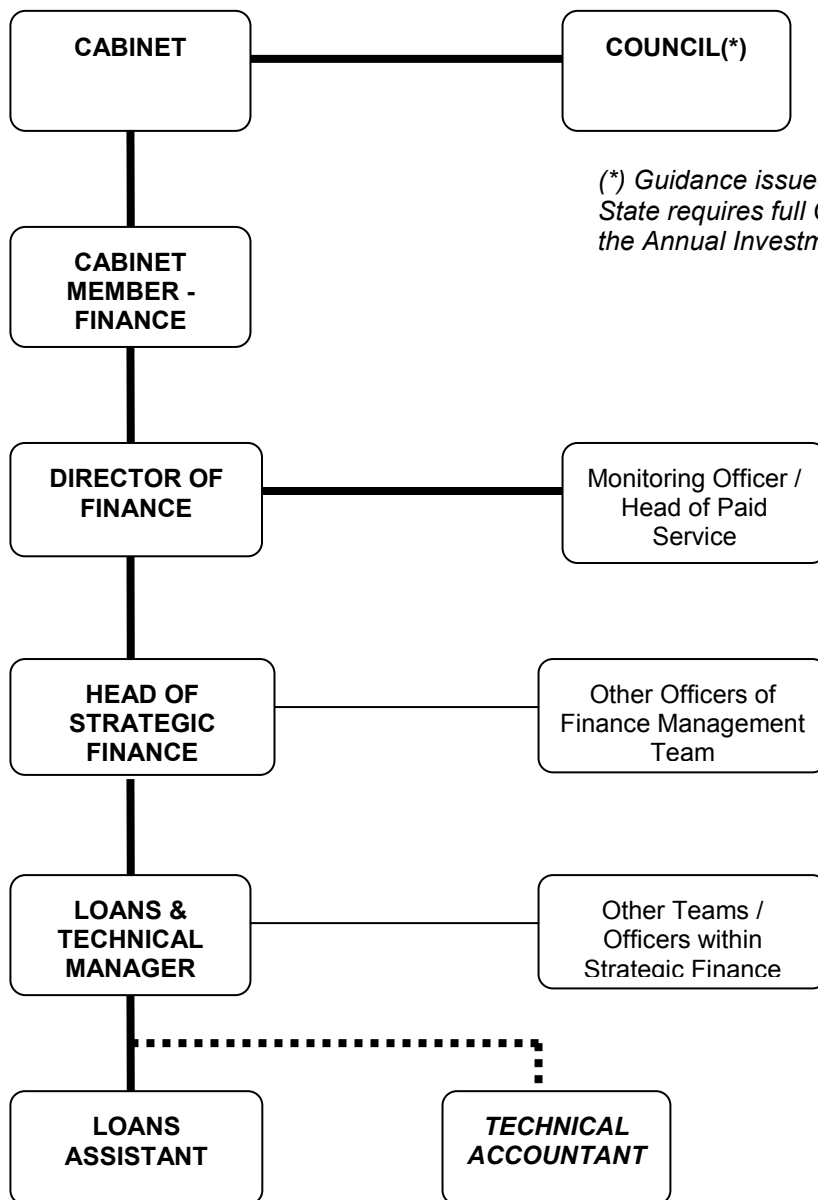 CABINET
COUNCIL(*)
(*) Guidance issue
State requires full
the Annual Investm
CABINET
MEMBER -
FINANCE
DIRECTOR OF
FINANCE
Monitoring Officer /
Head of Paid
Service
HEAD OF
STRATEGIC
FINANCE
Other Officers of
Finance Management
Team
LOANS &
TECHNICAL
MANAGER
Other Teams /
Officers within
Strategic Finance
LOANS
ASSISTANT
TECHNICAL
ACCOUNTANT